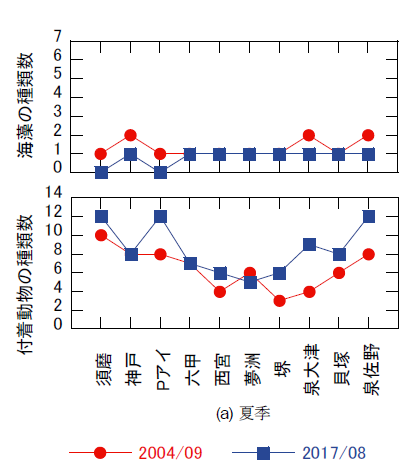 海藻の種類数
7
6
5
4
3
2
1
0
付着動物の種類数
14
12
10
8
6
4
2
0
須磨
神戸
Pアイ
六甲
西宮
夢洲
堺
泉大津
貝塚
泉佐野
(a) 夏季
2004/09 2017/08